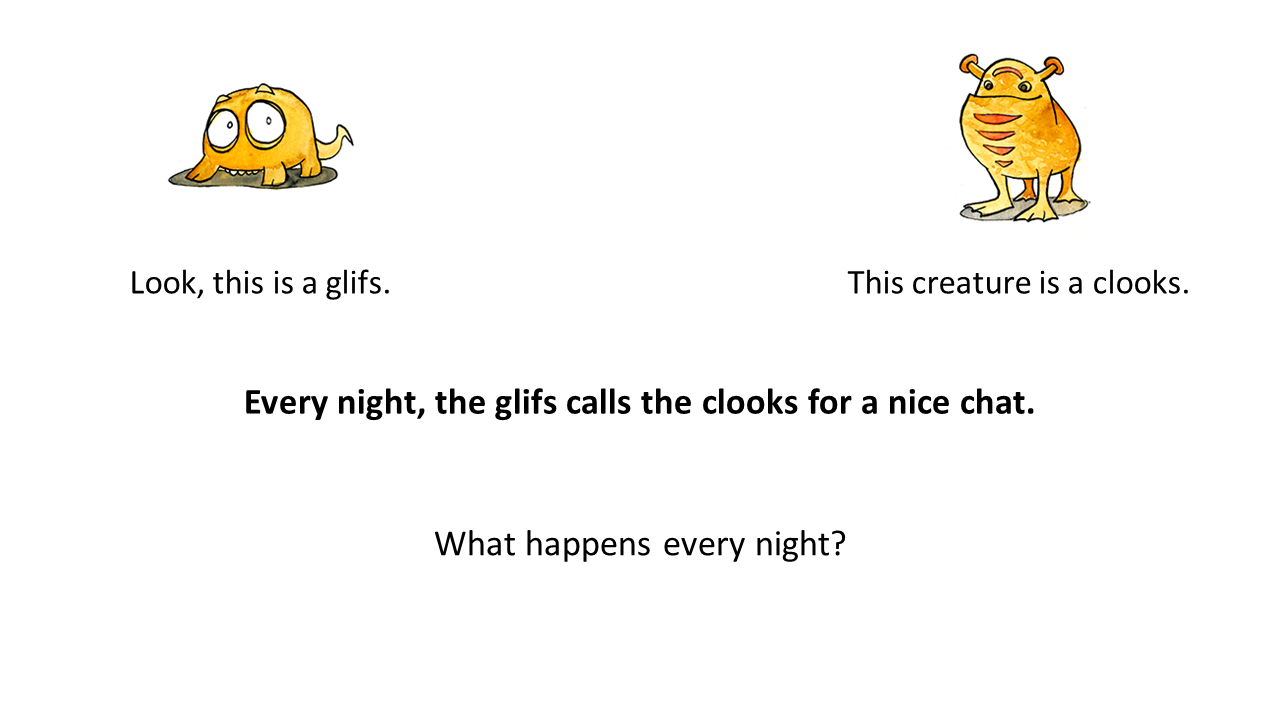 Look, this is a glifs.
This creature is a clooks.
Every night, the glifs calls the clooks for a nice chat.
What happens every night?